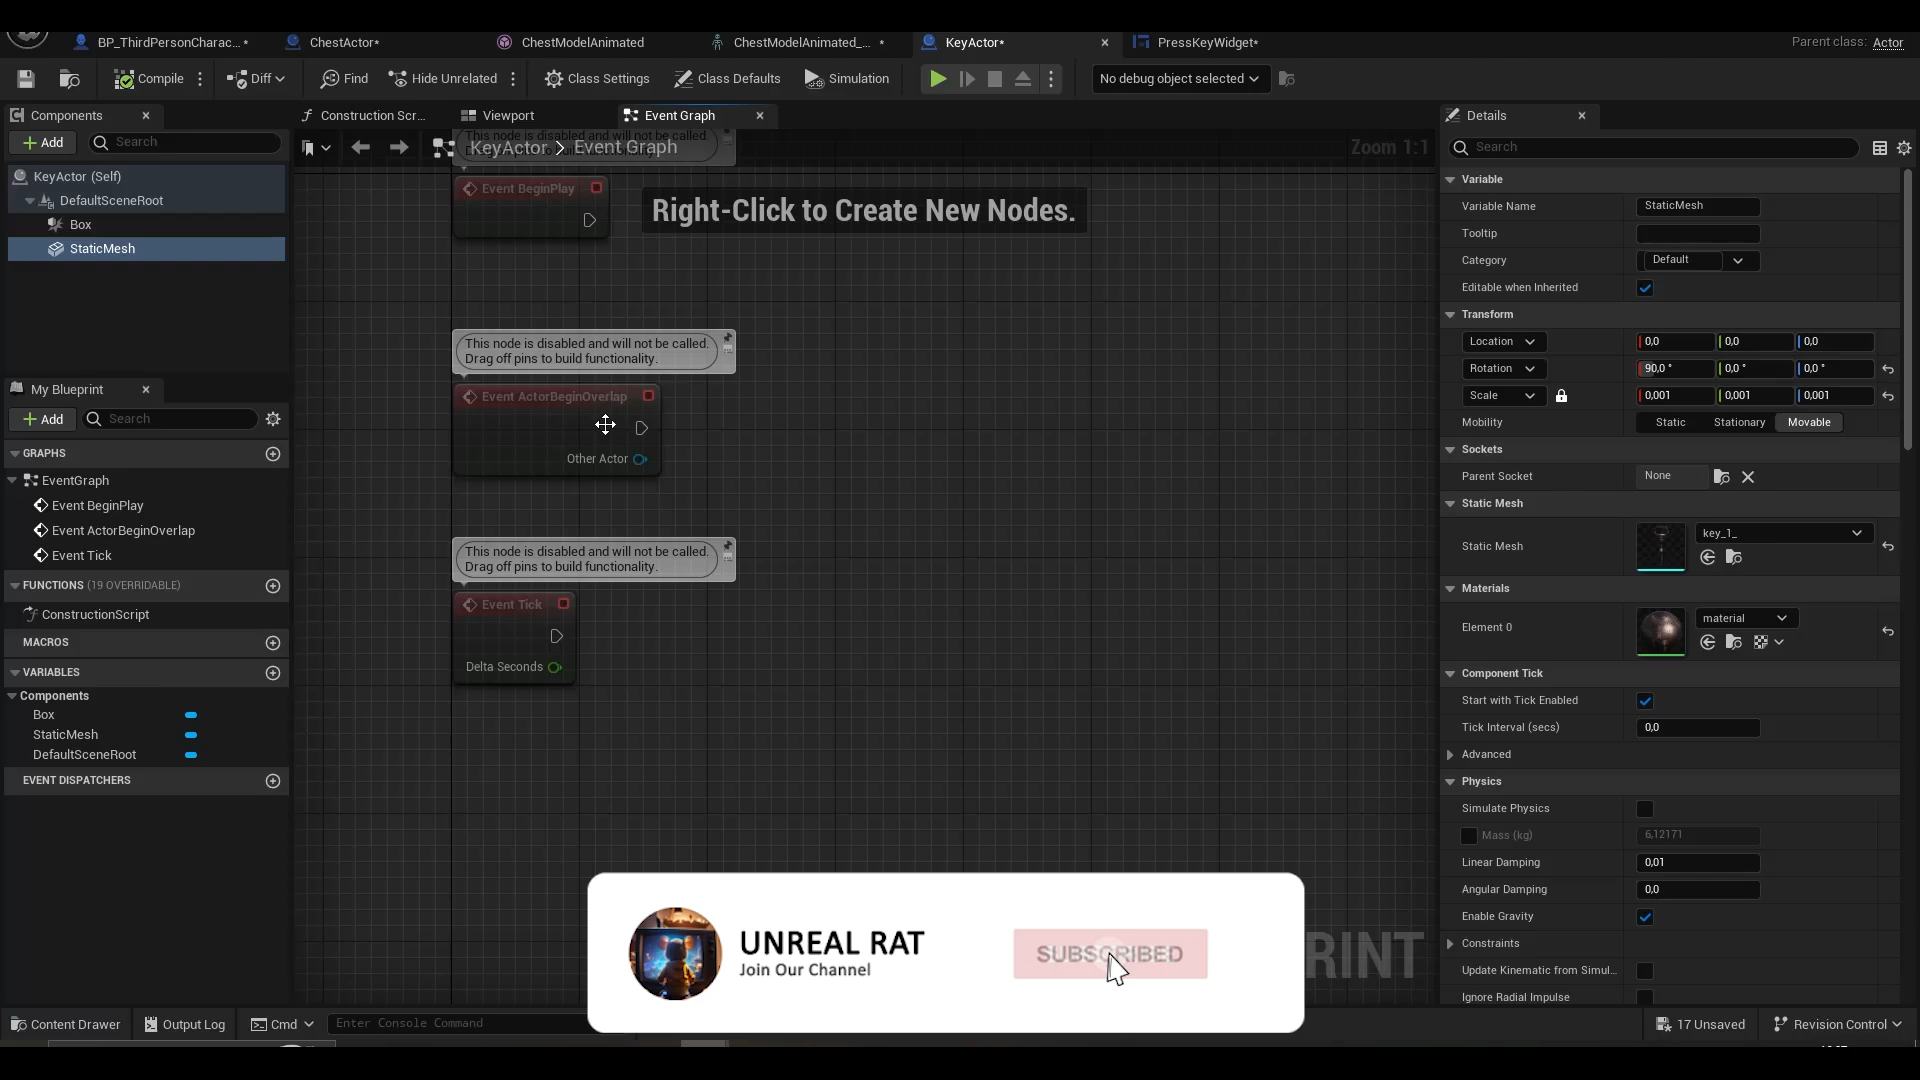 BP_ThirdPersonCharac... *
ChestActor*
ChestModelAnimated
ChestModelAnimated_... *
KeyActor*
PressKeyWidget*
Parent class: Actor
Compile
Diff
Find
Hide Unrelated
Class Settings
Class Defaults
Simulation
No debug object selected
Components
Add
Search
KeyActor (Self)
DefaultSceneRoot
Box
StaticMesh
My Blueprint
Add
Search
GRAPHS
EventGraph
Event BeginPlay
Event ActorBeginOverlap
Event Tick
FUNCTIONS (19 OVERRIDABLE)
ConstructionScript
MACROS
VARIABLES
Components
Box
StaticMesh
DefaultSceneRoot
EVENT DISPATCHERS
Construction Scr...
Viewport
Event Graph
KeyActor > Event Graph
Zoom 1:1
This node is disabled and will not be called.
Event BeginPlay
Right-Click to Create New Nodes.
This node is disabled and will not be called.
Drag off pins to build functionality.
Event ActorBeginOverlap
Other Actor
This node is disabled and will not be called.
Drag off pins to build functionality.
Event Tick
Delta Seconds
RINT
UNREAL RAT
Join Our Channel
SUBSCRIBED
Details
Search
Variable
Variable Name
StaticMesh
Tooltip
Category
Default
Editable when Inherited
Transform
Location
0,0
0,0
0,0
Rotation
90,0 °
0,0 °
0,0 °
Scale
0,001
0,001
0,001
Mobility
Static
Stationary
Movable
Sockets
Parent Socket
None
Static Mesh
Static Mesh
key_1_
Materials
Element 0
material
Component Tick
Start with Tick Enabled
Tick Interval (secs)
0,0
Advanced
Physics
Simulate Physics
Mass (kg)
6,12171
Linear Damping
0,01
Angular Damping
0,0
Enable Gravity
Constraints
Update Kinematic from Simul...
Ignore Radial Impulse
Content Drawer
Output Log
Cmd
Enter Console Command
17 Unsaved
Revision Control